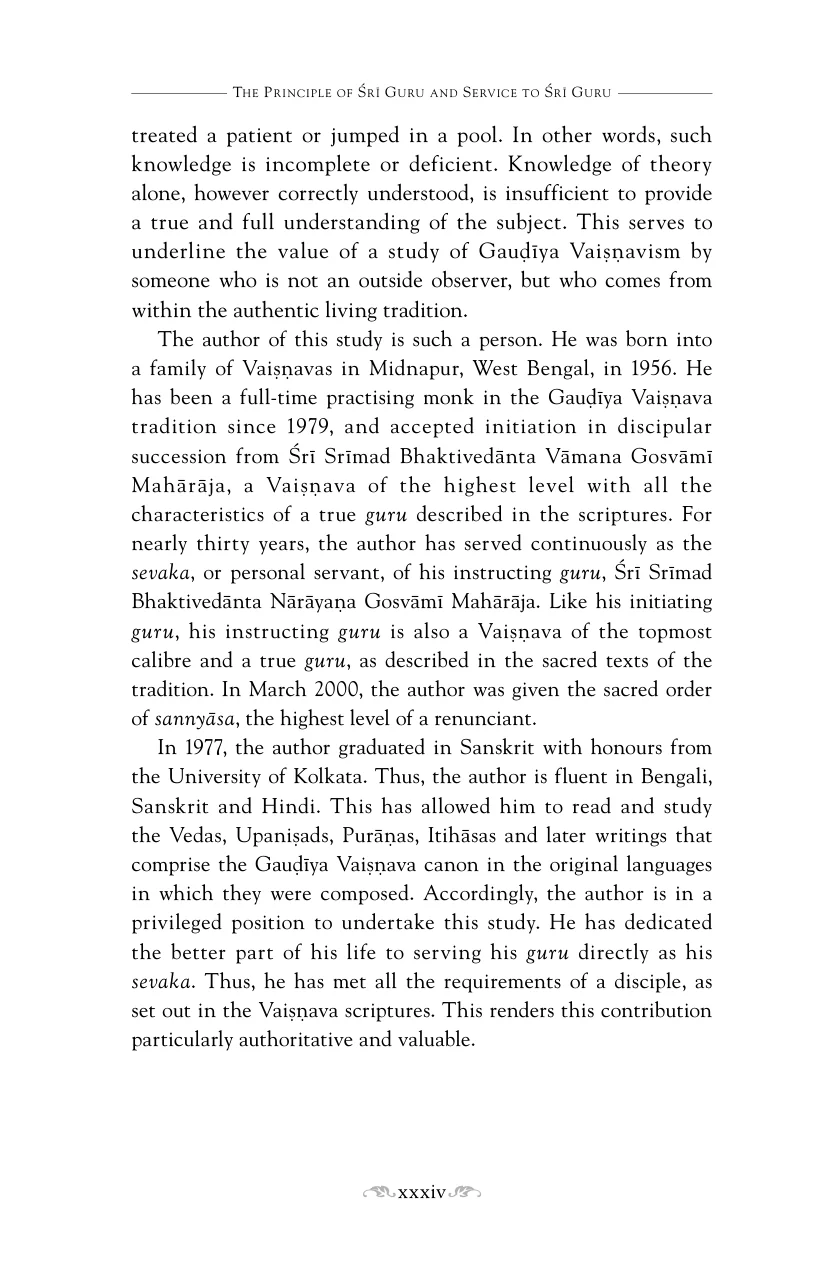 The Principle of Śrī Guru and Service to Śrī Guru
treated a patient or jumped in a pool. In other words, such
knowledge is incomplete or deficient. Knowledge of theory
alone, however correctly understood, is insufficient to provide
a true and full understanding of the subject. This serves to
underline the value of a study of Gauḍīya Vaiṣṇavism by
someone who is not an outside observer, but who comes from
within the authentic living tradition.
The author of this study is such a person. He was born into
a family of Vaiṣṇavas in Midnapur, West Bengal, in 1956. He
has been a full-time practising monk in the Gauḍīya Vaiṣṇava
tradition since 1979, and accepted initiation in discipular
succession from Śrī Srīmad Bhaktivedānta Vāmana Gosvāmī
Mahārāja, a Vaiṣṇava of the highest level with all the
characteristics of a true guru described in the scriptures. For
nearly thirty years, the author has served continuously as the
sevaka, or personal servant, of his instructing guru, Śrī Srīmad
Bhaktivedānta Nārāyaṇa Gosvāmī Mahārāja. Like his initiating
guru, his instructing guru is also a Vaiṣṇava of the topmost
calibre and a true guru, as described in the sacred texts of the
tradition. In March 2000, the author was given the sacred order
of sannyāsa, the highest level of a renunciant.
In 1977, the author graduated in Sanskrit with honours from
the University of Kolkata. Thus, the author is fluent in Bengali,
Sanskrit and Hindi. This has allowed him to read and study
the Vedas, Upaniṣads, Purāṇas, Itihāsas and later writings that
comprise the Gauḍīya Vaiṣṇava canon in the original languages
in which they were composed. Accordingly, the author is in a
privileged position to undertake this study. He has dedicated
the better part of his life to serving his guru directly as his
sevaka. Thus, he has met all the requirements of a disciple, as
set out in the Vaiṣṇava scriptures. This renders this contribution
particularly authoritative and valuable.
xxxiv